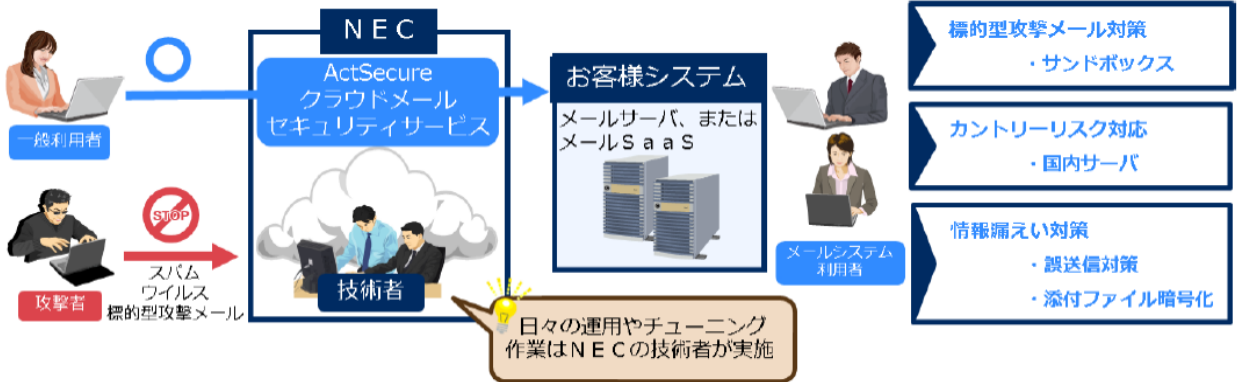 一般利用者
攻撃者
STOP
スパム
ウイルス
標的型攻撃メール
ＮＥＣ
ActSecure
クラウドメール
セキュリティサービス
技術者
日々の運用やチューニング
作業はＮＥＣの技術者が実施
お客様システム
メールサーバ、または
メールＳａａＳ
メールシステム
利用者
標的型攻撃メール対策
・サンドボックス
カントリーリスク対応
・国内サーバ
情報漏えい対策
・誤送信対策
・添付ファイル暗号化